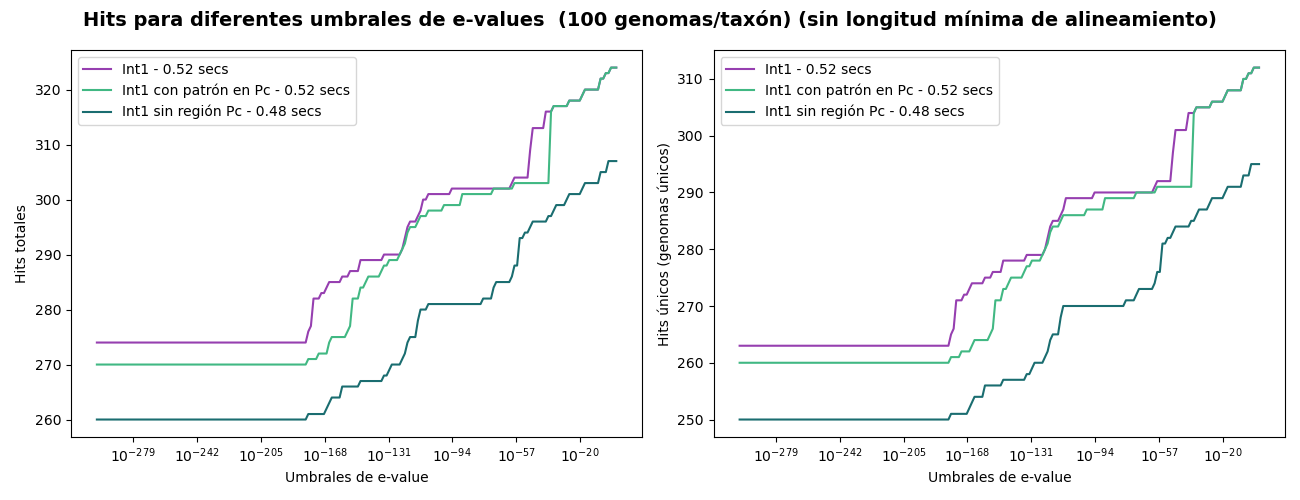 Hits para diferentes umbrales de e-values  (100 genomas/taxón) (sin longitud mínima de alineamiento)
Int1 - 0.52 secs
Int1 con patrón en Pc - 0.52 secs
Int1 sin región Pc - 0.48 secs
Hits totales
320
310
300
290
280
270
260
10⁻²⁷⁹ 10⁻²⁴² 10⁻²⁰⁵ 10⁻¹⁶⁸ 10⁻¹³¹ 10⁻⁹⁴ 10⁻⁵⁷ 10⁻²⁰
Umbrales de e-value
Int1 - 0.52 secs
Int1 con patrón en Pc - 0.52 secs
Int1 sin región Pc - 0.48 secs
Hits únicos (genomas únicos)
310
300
290
280
270
260
250
10⁻²⁷⁹ 10⁻²⁴² 10⁻²⁰⁵ 10⁻¹⁶⁸ 10⁻¹³¹ 10⁻⁹⁴ 10⁻⁵⁷ 10⁻²⁰
Umbrales de e-value